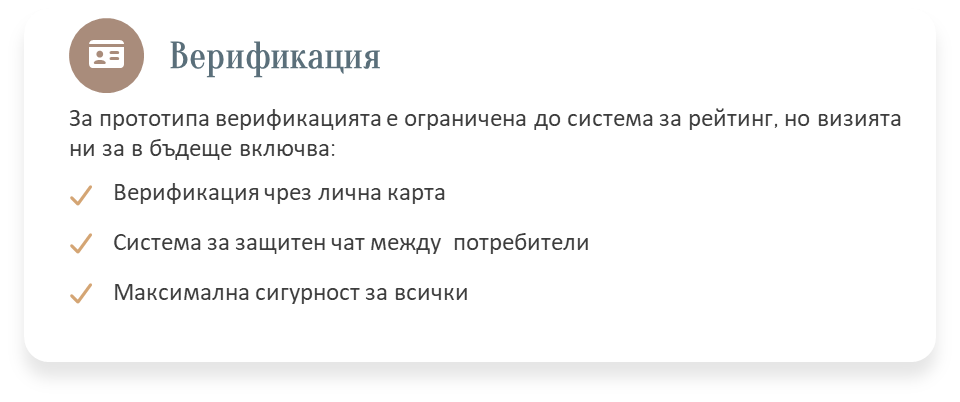 Верификация
За прототипа верификацията е ограничена до система за рейтинг, но визията
ни за в бъдеще включва:
Верификация чрез лична карта
Система за защитен чат между потребители
Максимална сигурност за всички